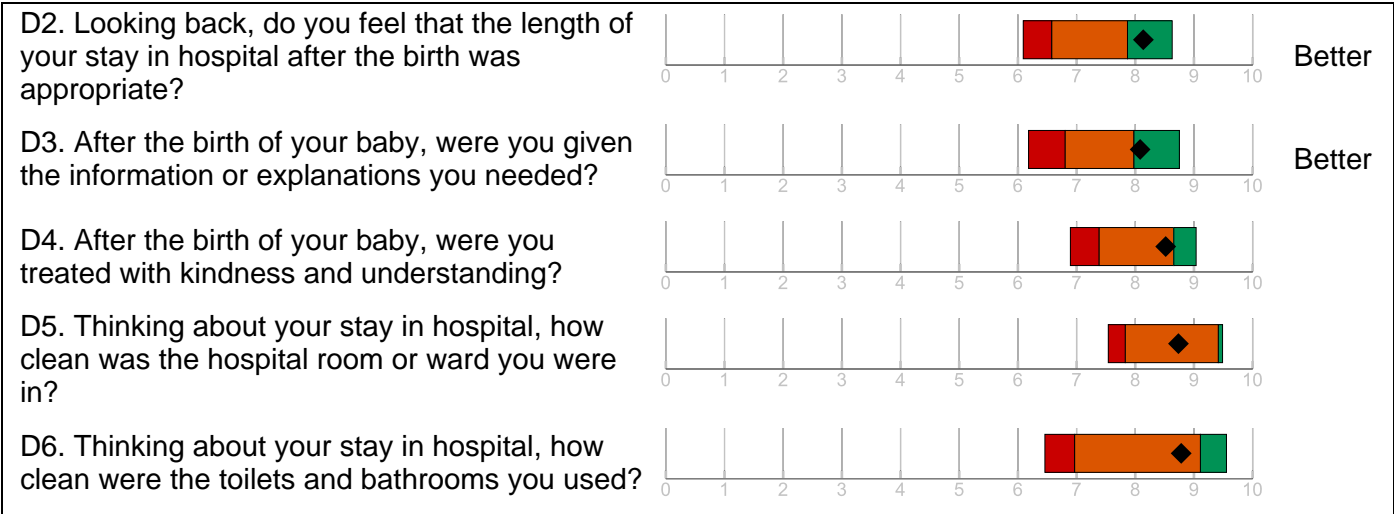 D2. Looking back, do you feel that the length of
your stay in hospital after the birth was
appropriate?
0 1 2 3 4 5 6 7 8 9 10
Better
D3. After the birth of your baby, were you given
the information or explanations you needed?
0 1 2 3 4 5 6 7 8 9 10
Better
D4. After the birth of your baby, were you
treated with kindness and understanding?
0 1 2 3 4 5 6 7 8 9 10
D5. Thinking about your stay in hospital, how
clean was the hospital room or ward you were
in?
0 1 2 3 4 5 6 7 8 9 10
D6. Thinking about your stay in hospital, how
clean were the toilets and bathrooms you used?
0 1 2 3 4 5 6 7 8 9 10